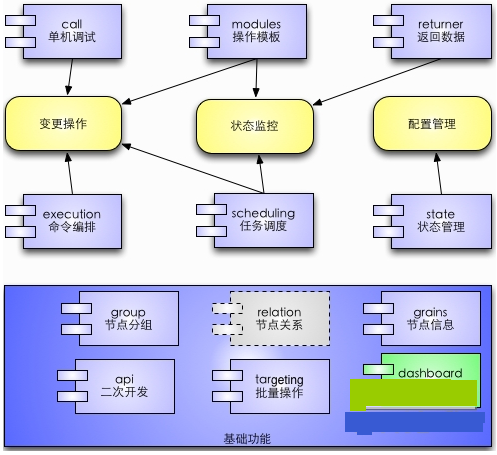 call
单机调试
modules
操作模板
returner
返回数据
变更操作
状态监控
配置管理
execution
命令编排
scheduling
任务调度
state
状态管理
group
节点分组
relation
节点关系
grains
节点信息
api
二次开发
targeting
批量操作
dashboard
基础功能